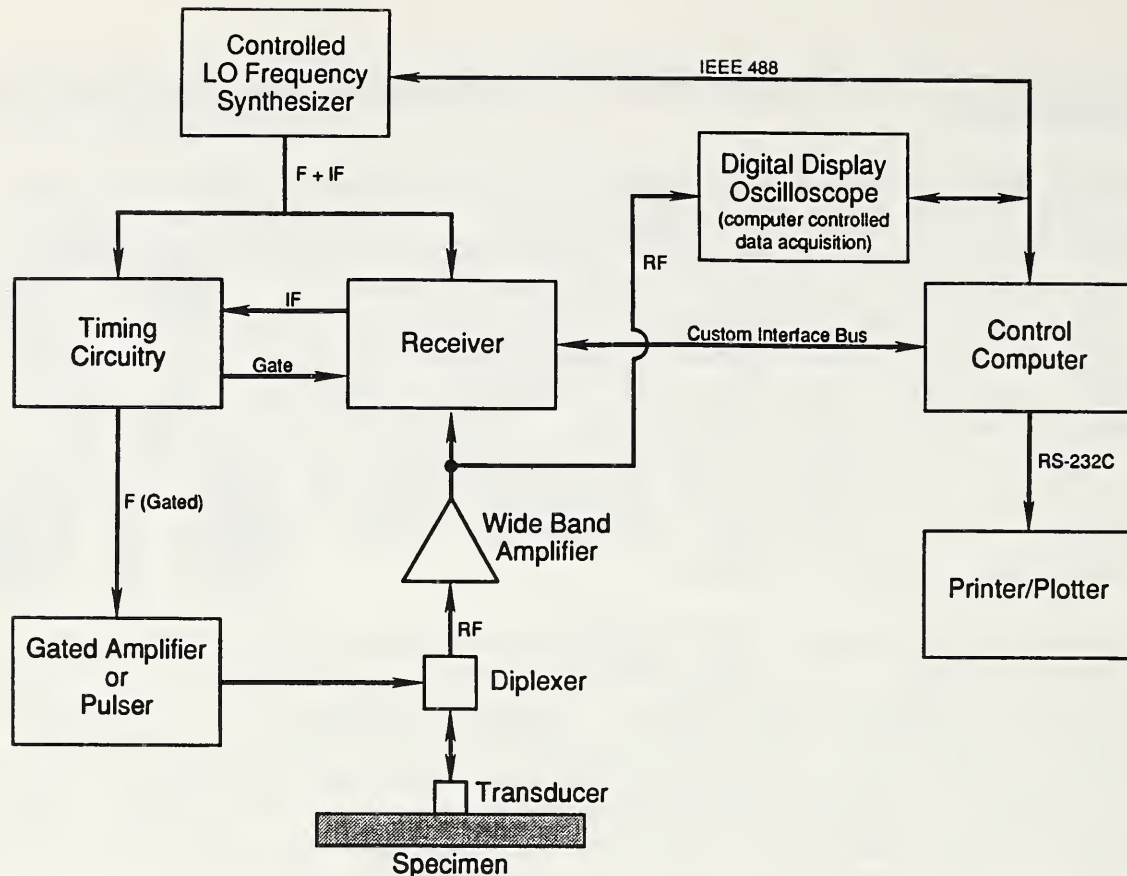 Controlled
LO Frequency
Synthesizer
IEEE 488
F + IF
Digital Display
Oscilloscope
(computer controlled
data acquisition)
RF
Timing
Circuitry
IF
Gate
Receiver
Custom Interface Bus
Control
Computer
RS-232C
F (Gated)
Wide Band
Amplifier
Printer/Plotter
RF
Gated Amplifier
or
Pulser
Diplexer
Transducer
Specimen